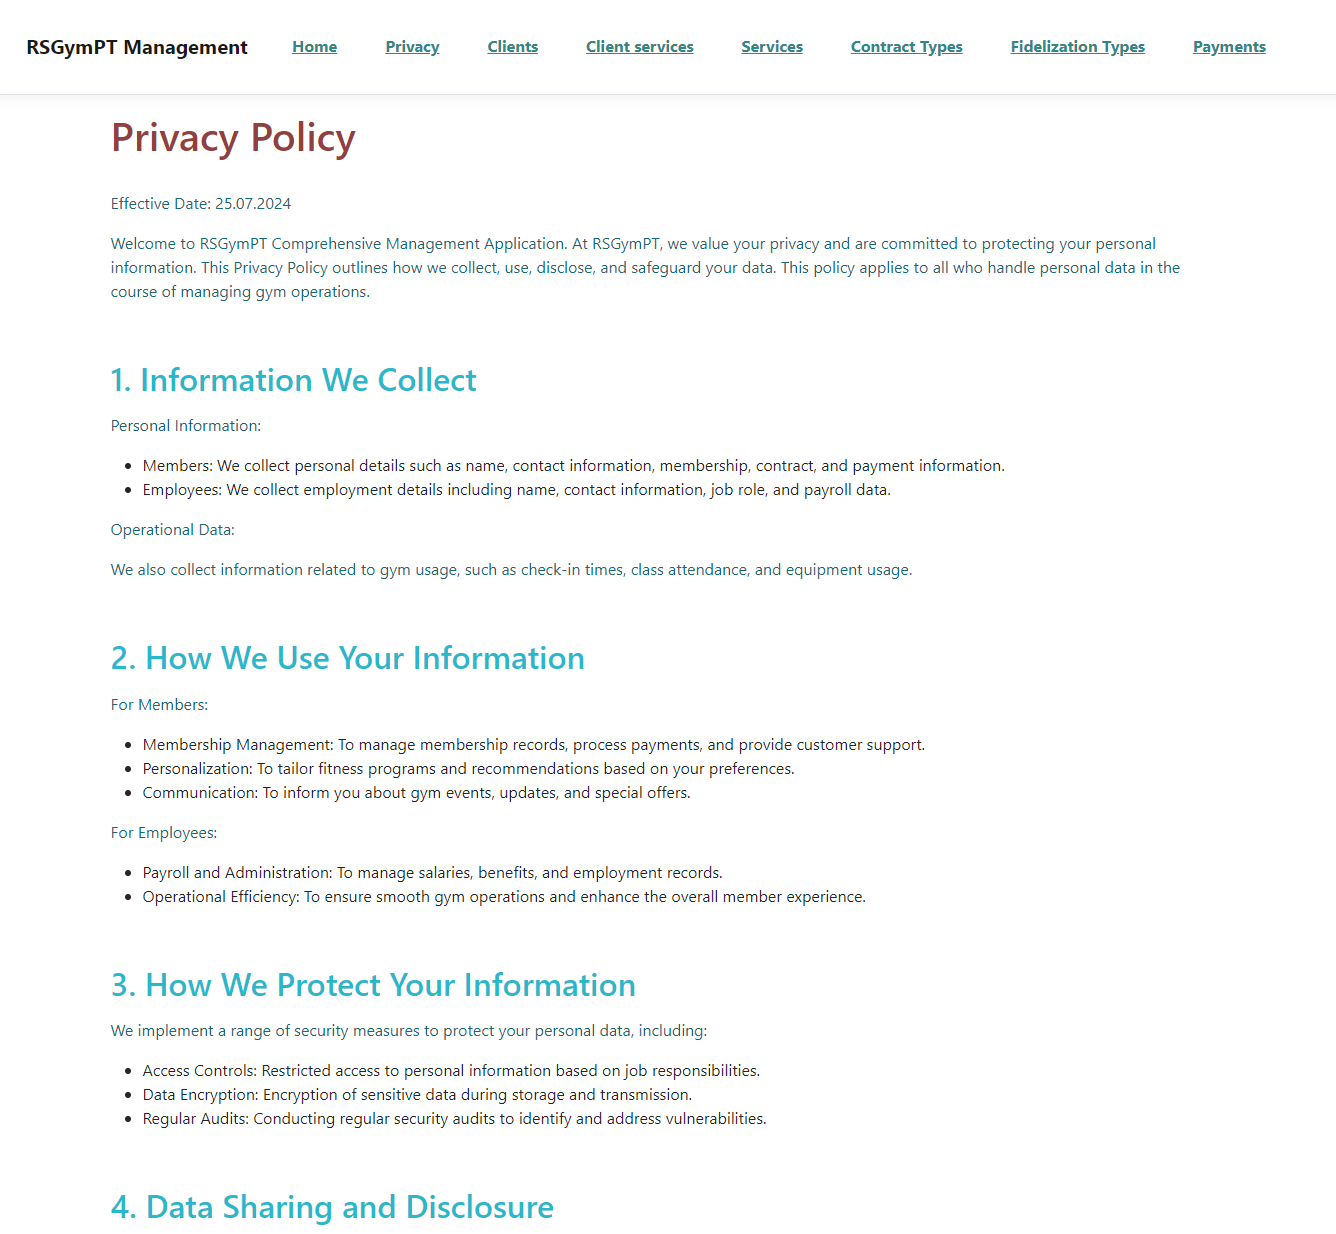 RSGymPT Management Home Privacy Clients Client services Services Contract Types Fidelization Types Payments
Privacy Policy
Effective Date: 25.07.2024
Welcome to RSGymPT Comprehensive Management Application. At RSGymPT, we value your privacy and are committed to protecting your personal
information. This Privacy Policy outlines how we collect, use, disclose, and safeguard your data. This policy applies to all who handle personal data in the
course of managing gym operations.
1. Information We Collect
Personal Information:
• Members: We collect personal details such as name, contact information, membership, contract, and payment information.
• Employees: We collect employment details including name, contact information, job role, and payroll data.
Operational Data:
We also collect information related to gym usage, such as check-in times, class attendance, and equipment usage.
2. How We Use Your Information
For Members:
• Membership Management: To manage membership records, process payments, and provide customer support.
• Personalization: To tailor fitness programs and recommendations based on your preferences.
• Communication: To inform you about gym events, updates, and special offers.
For Employees:
• Payroll and Administration: To manage salaries, benefits, and employment records.
• Operational Efficiency: To ensure smooth gym operations and enhance the overall member experience.
3. How We Protect Your Information
We implement a range of security measures to protect your personal data, including:
• Access Controls: Restricted access to personal information based on job responsibilities.
• Data Encryption: Encryption of sensitive data during storage and transmission.
• Regular Audits: Conducting regular security audits to identify and address vulnerabilities.
4. Data Sharing and Disclosure